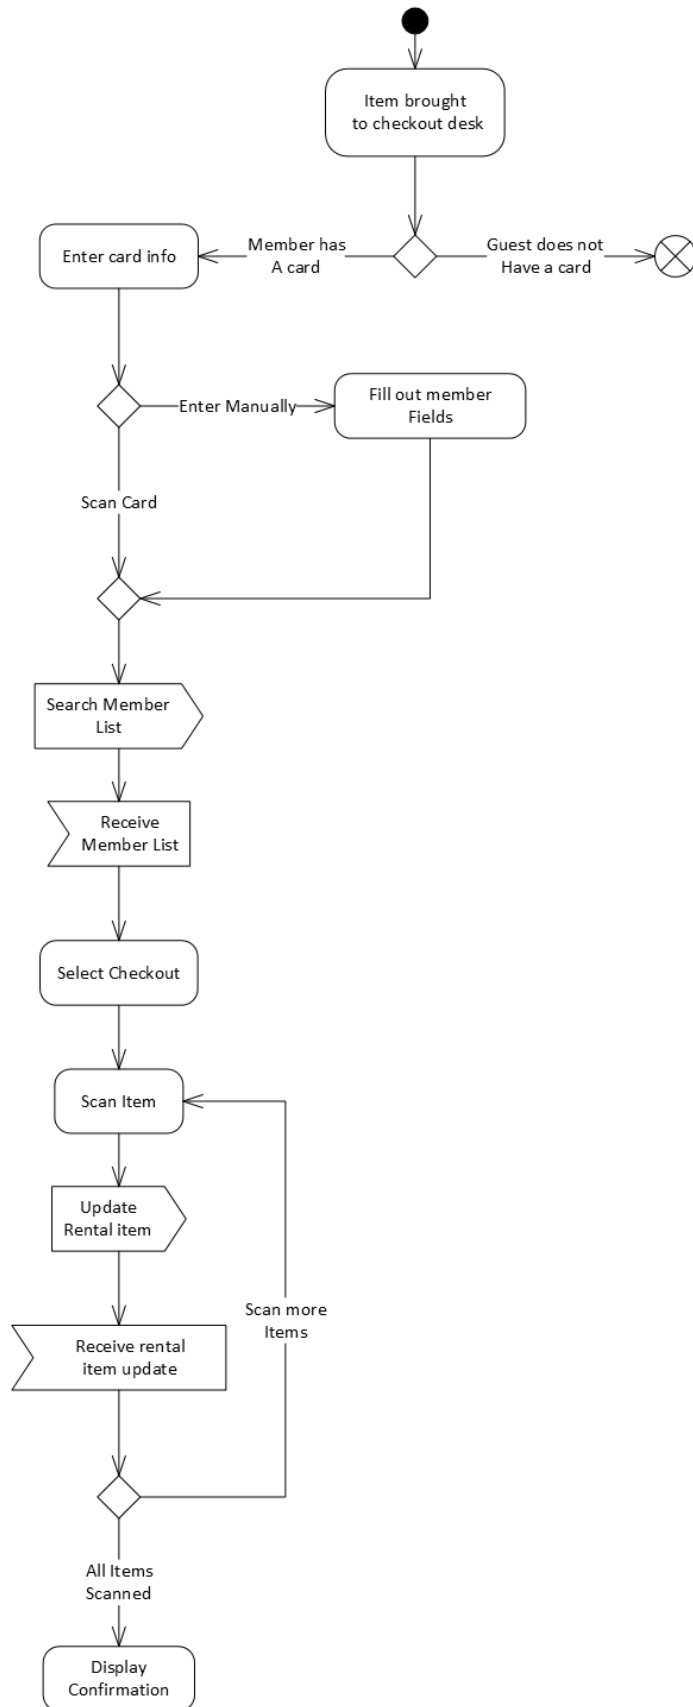 Item brought
to checkout desk
Member has
A card
Guest does not
Have a card
Enter card info
Enter Manually
Fill out member
Fields
Scan Card
Search Member
List
Receive
Member List
Select Checkout
Scan Item
Update
Rental item
Scan more
Items
Receive rental
item update
All Items
Scanned
Display
Confirmation